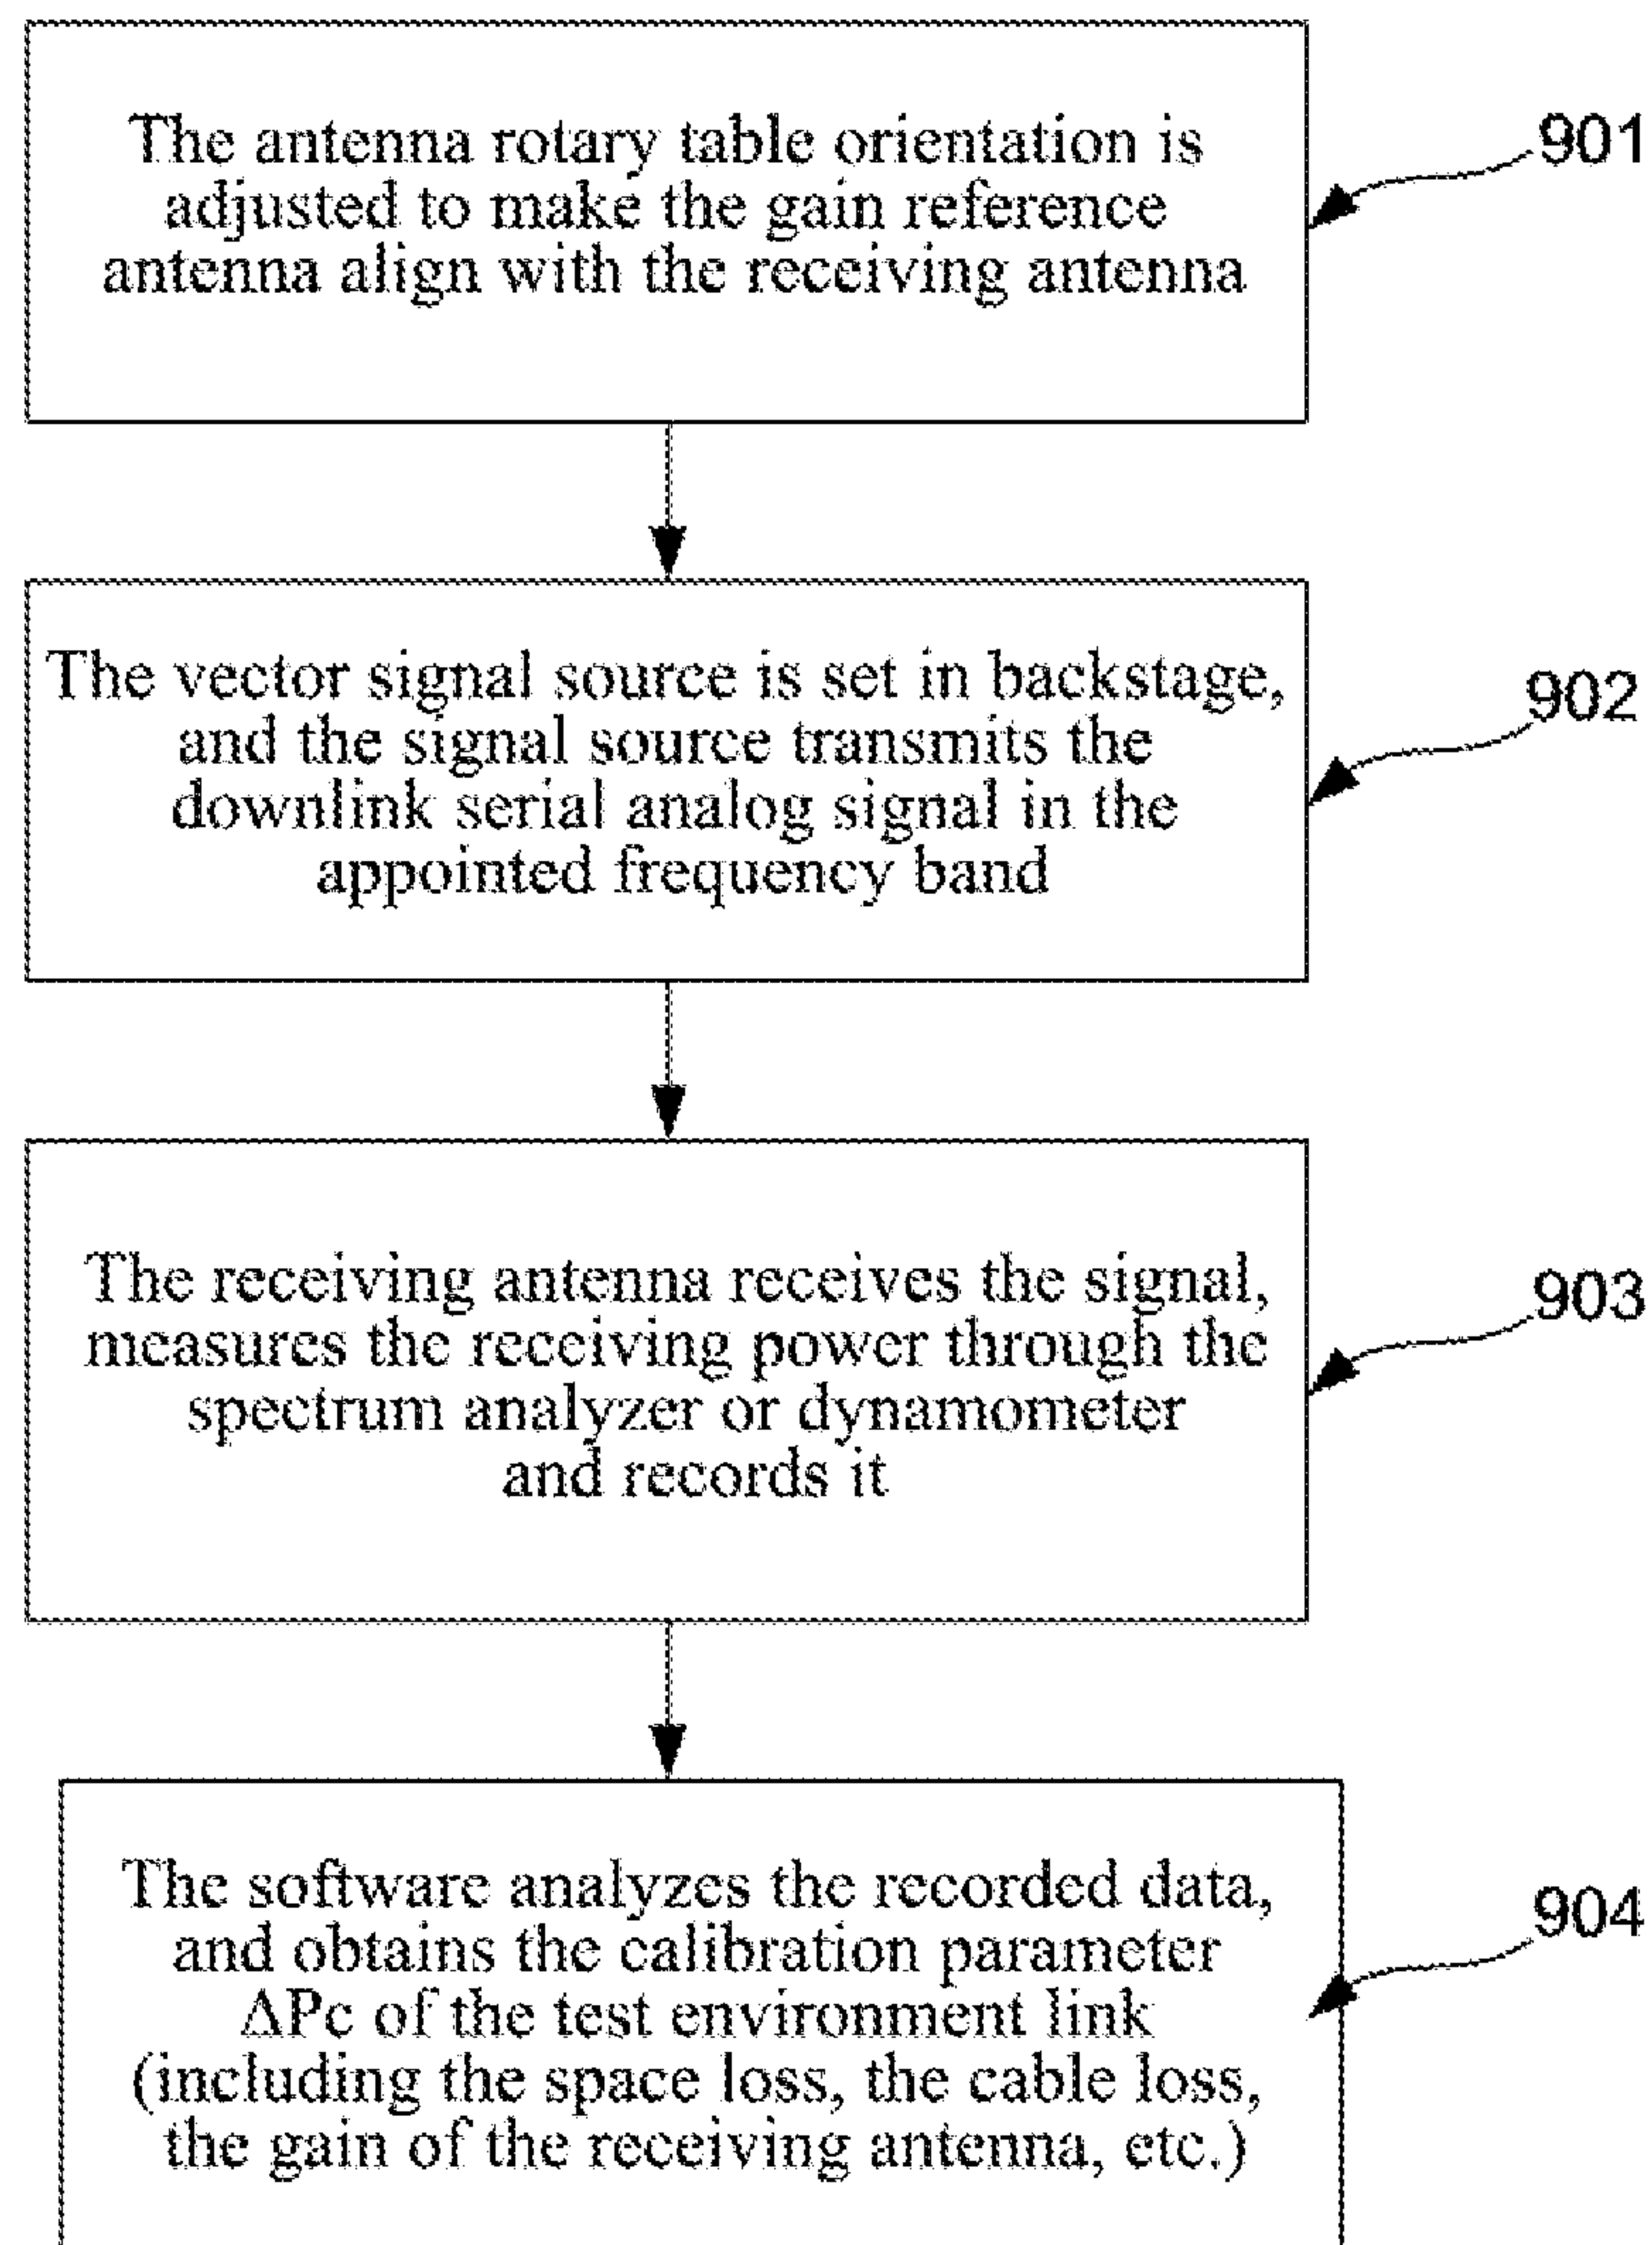 The antenna rotary table orientation is
adjusted to make the gain reference
antenna align with the receiving antenna
901
The vector signal source is set in backstage,
and the signal source transmits the
downlink serial analog signal in the
appointed frequency band
902
The receiving antenna receives the signal,
measures the receiving power through the
spectrum analyzer or dynamometer
and records it
903
The software analyzes the recorded data,
and obtains the calibration parameter
ΔPc of the test environment link
(including the space loss, the cable loss,
the gain of the receiving antenna, etc.)
904